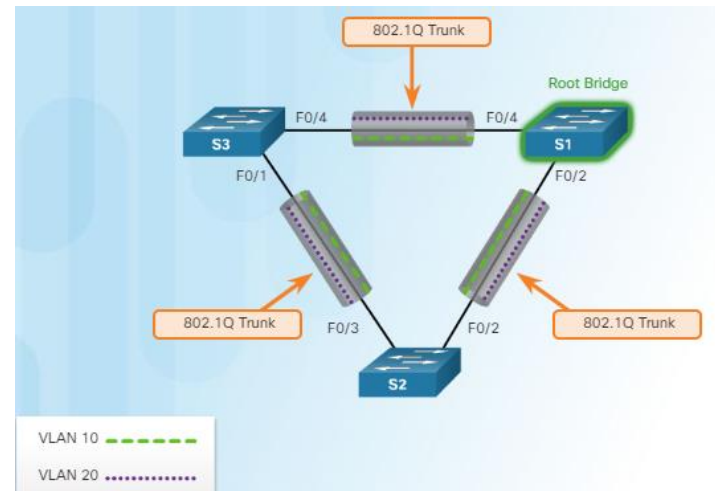 802.1Q Trunk
Root Bridge
F0/4
F0/4
S3
S1
F0/1
F0/2
802.1Q Trunk
F0/3
F0/2
802.1Q Trunk
S2
VLAN 10
VLAN 20